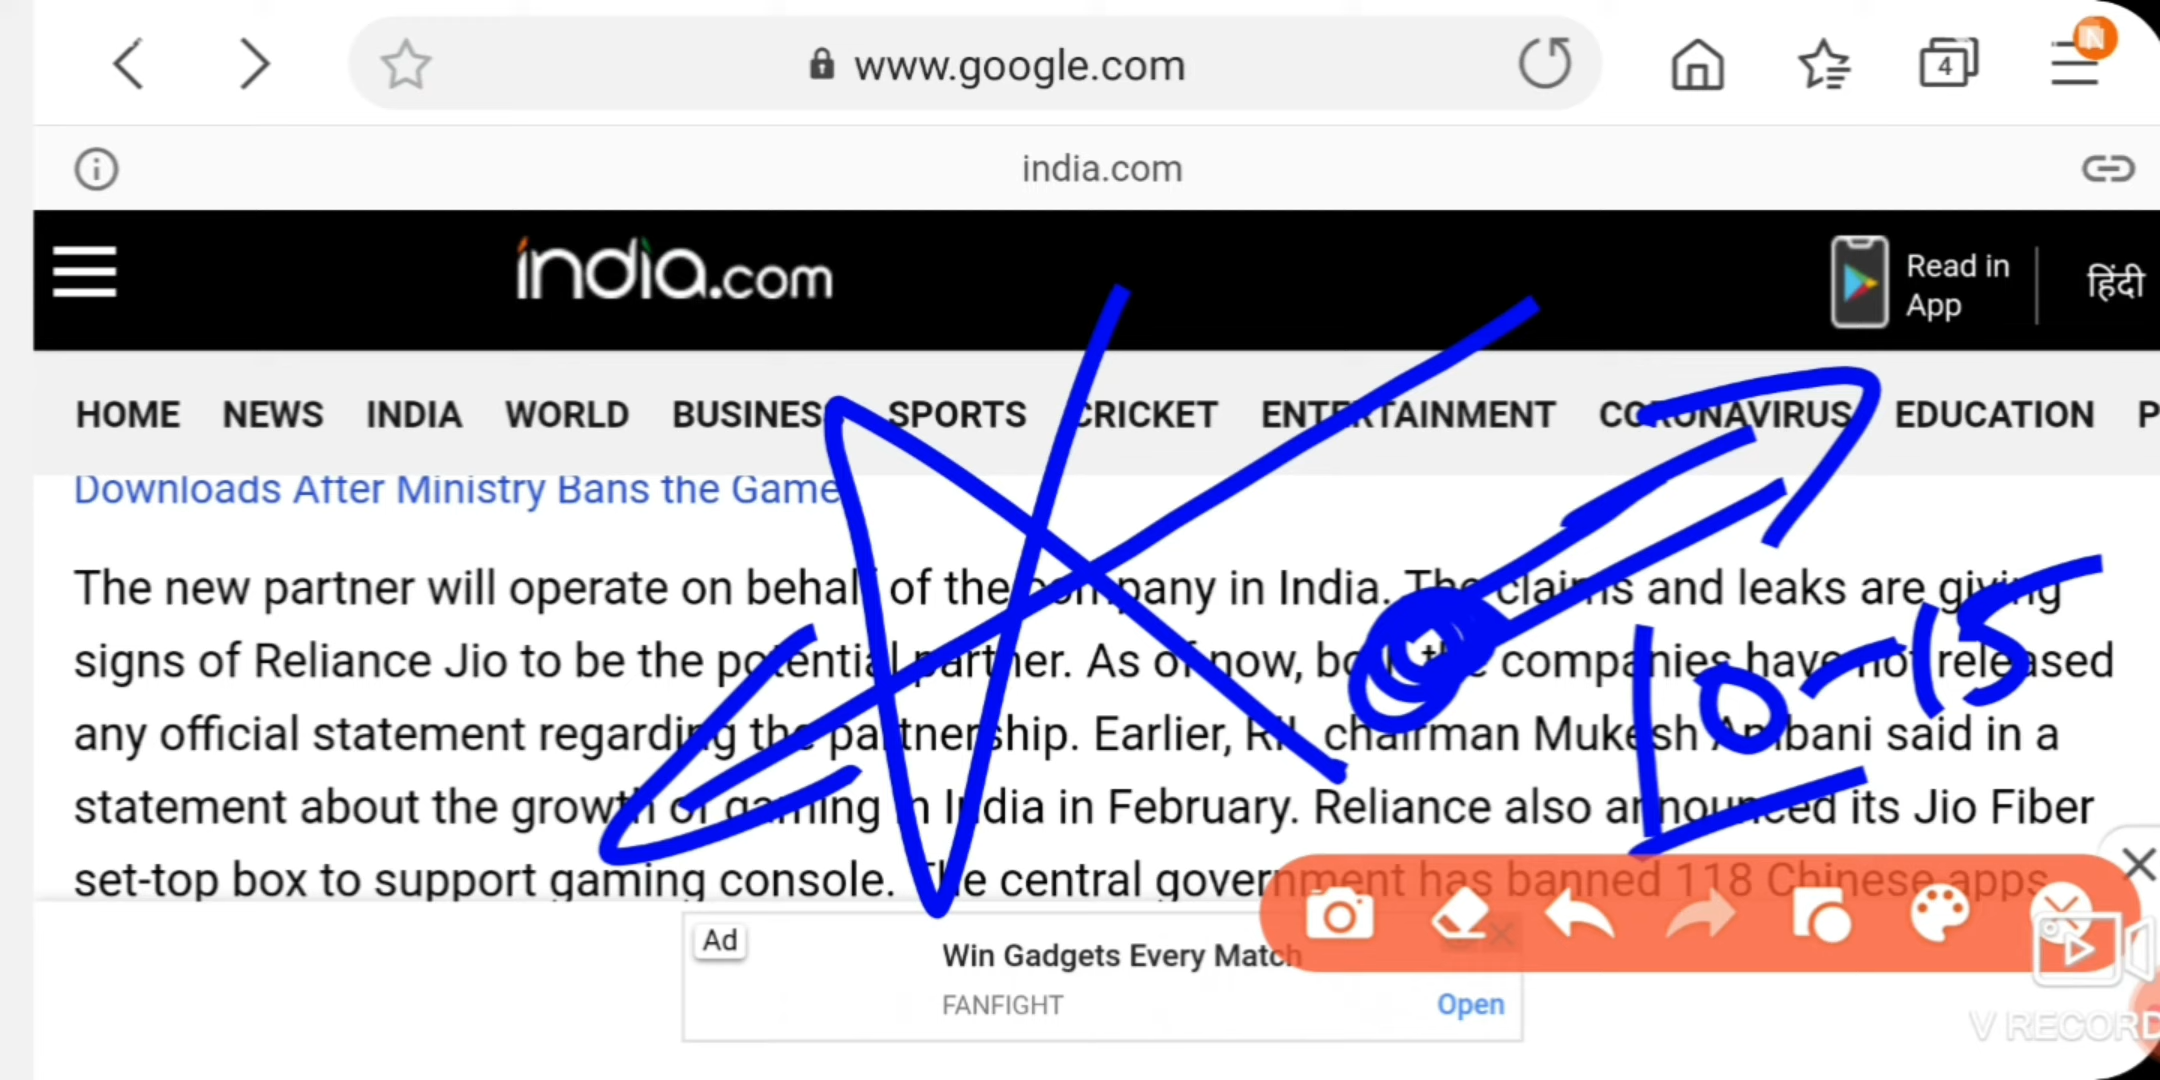 www.google.com
4
N
india.com
india.com
Read in
App
हिंदी
HOME NEWS INDIA WORLD BUSINES SPORTS CRICKET ENTERTAINMENT CORONAVIRUS EDUCATION P
Downloads After Ministry Bans the Game
The new partner will operate on behalf of the company in India. The claims and leaks are giving
signs of Reliance Jio to be the potential partner. As of now, both the companies have not released
any official statement regarding the partnership. Earlier, RIL chairman Mukesh Ambani said in a
statement about the growth of gaming in India in February. Reliance also announced its Jio Fiber
set-top box to support gaming console. The central government has banned 118 Chinese apps
10-15
Ad
Win Gadgets Every Match
FANFIGHT
Open
V RECORD